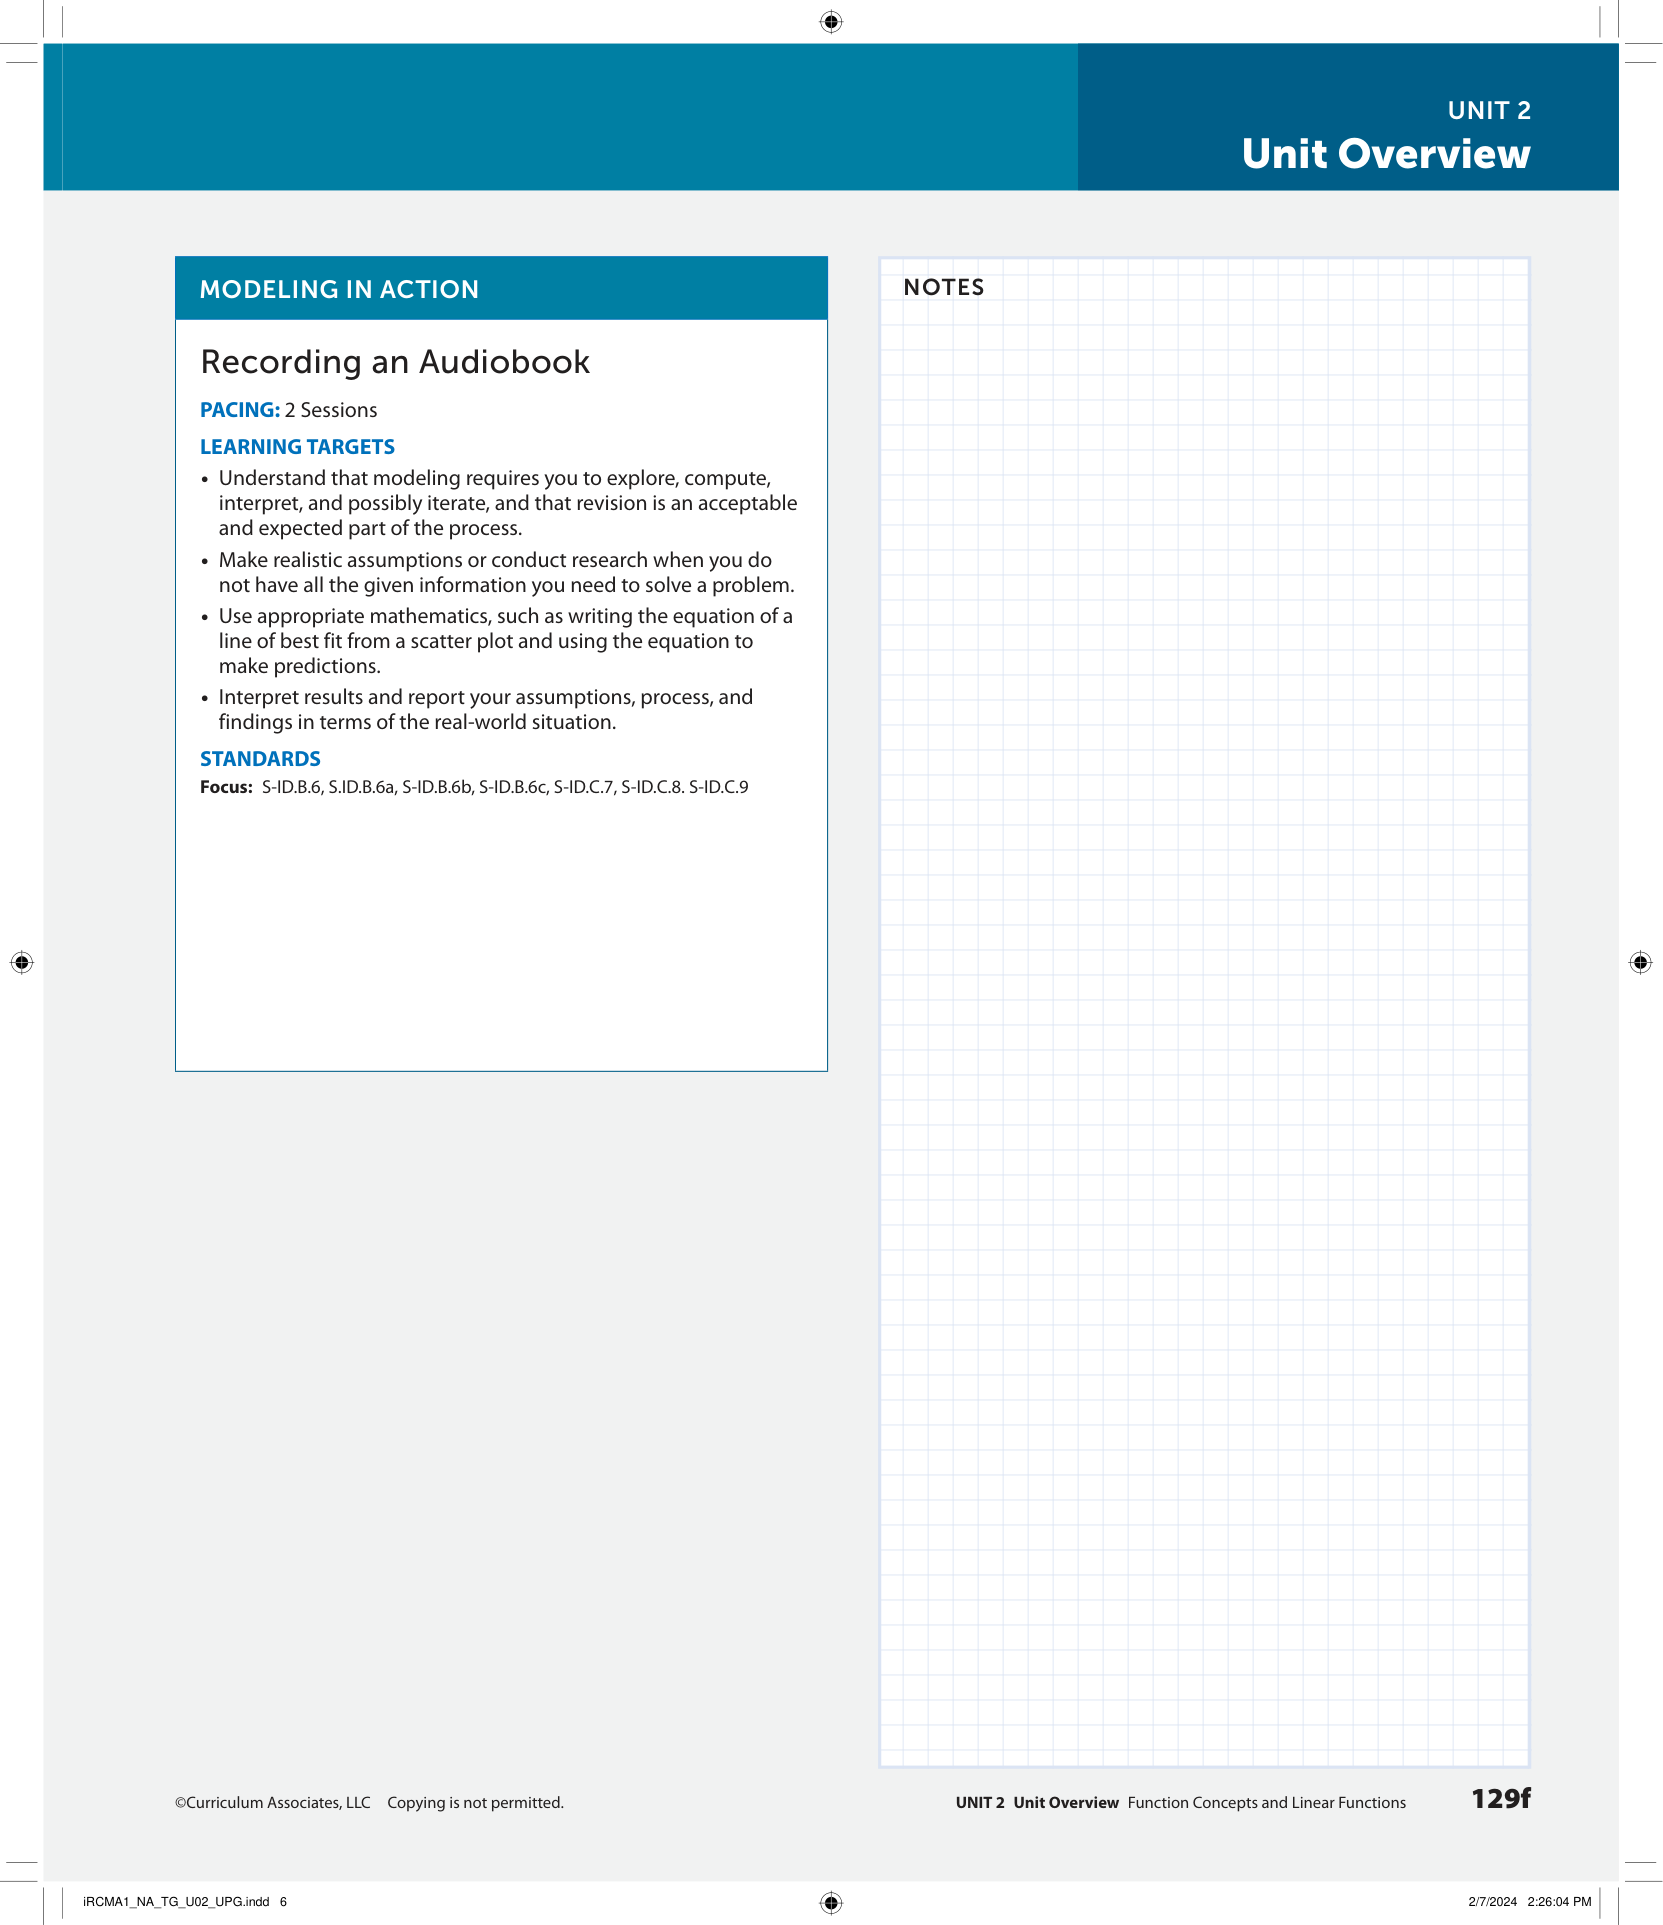 UNIT 2
Unit Overview
MODELING IN ACTION
Recording an Audiobook
PACING: 2 Sessions
LEARNING TARGETS
• Understand that modeling requires you to explore, compute,
interpret, and possibly iterate, and that revision is an acceptable
and expected part of the process.
• Make realistic assumptions or conduct research when you do
not have all the given information you need to solve a problem.
• Use appropriate mathematics, such as writing the equation of a
line of best fit from a scatter plot and using the equation to
make predictions.
• Interpret results and report your assumptions, process, and
findings in terms of the real-world situation.
STANDARDS
Focus: S-ID.B.6, S.ID.B.6a, S-ID.B.6b, S-ID.B.6c, S-ID.C.7, S-ID.C.8. S-ID.C.9
NOTES
©Curriculum Associates, LLC Copying is not permitted.
UNIT 2 Unit Overview Function Concepts and Linear Functions 129f
iRCMA1_NA_TG_U02_UPG.indd 6
2/7/2024 2:26:04 PM